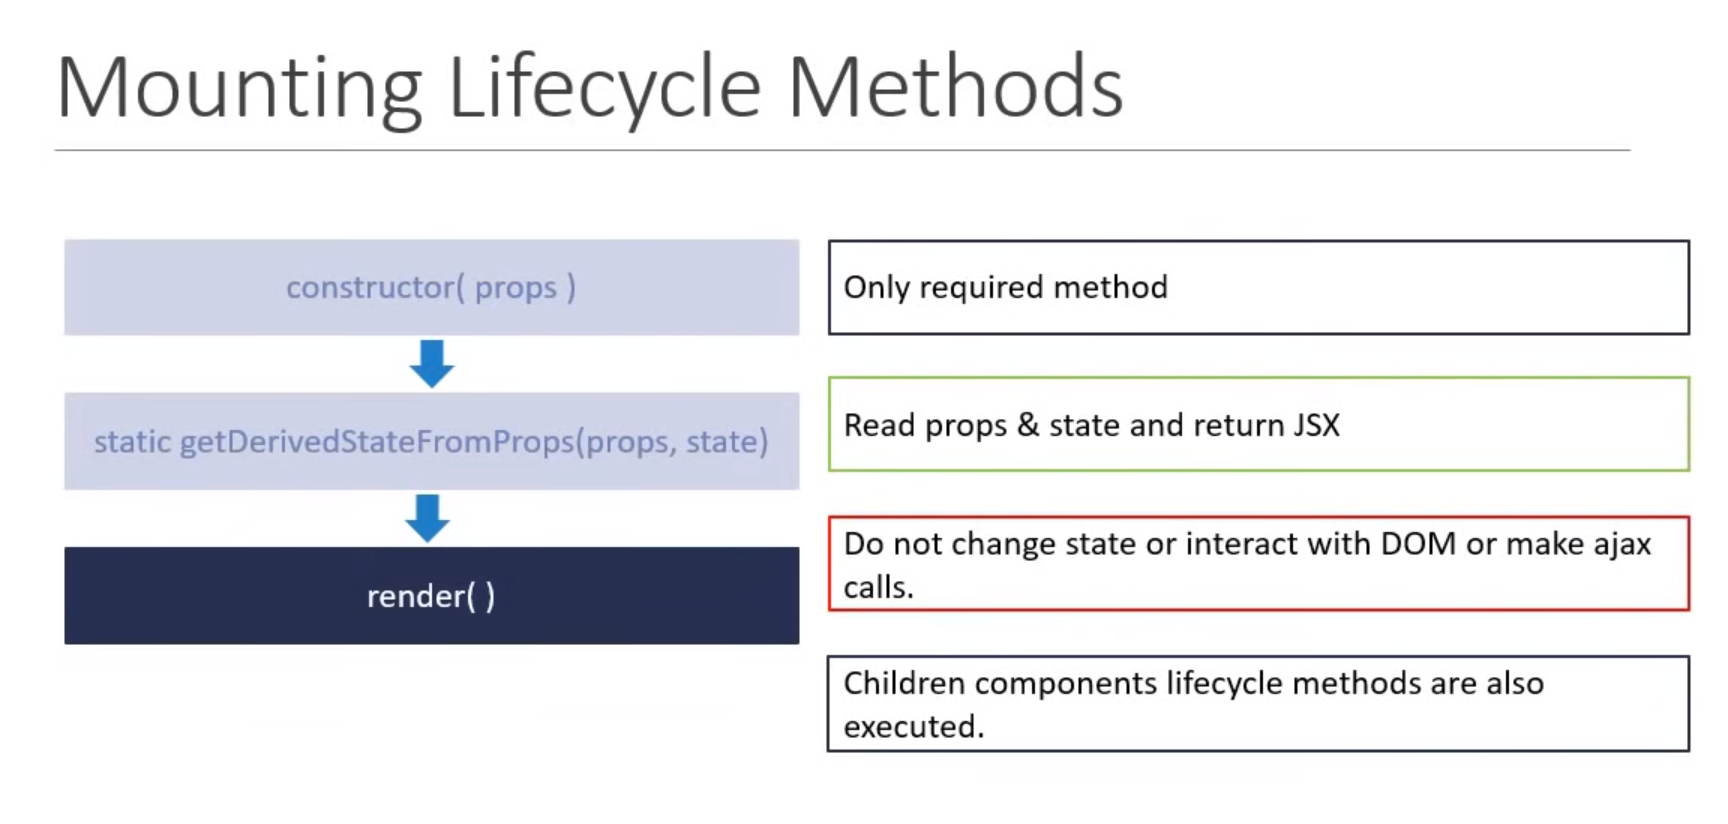 Mounting Lifecycle Methods
constructor( props )
static getDerivedStateFromProps(props, state)
render( )
Only required method
Read props & state and return JSX
Do not change state or interact with DOM or make ajax
calls.
Children components lifecycle methods are also
executed.